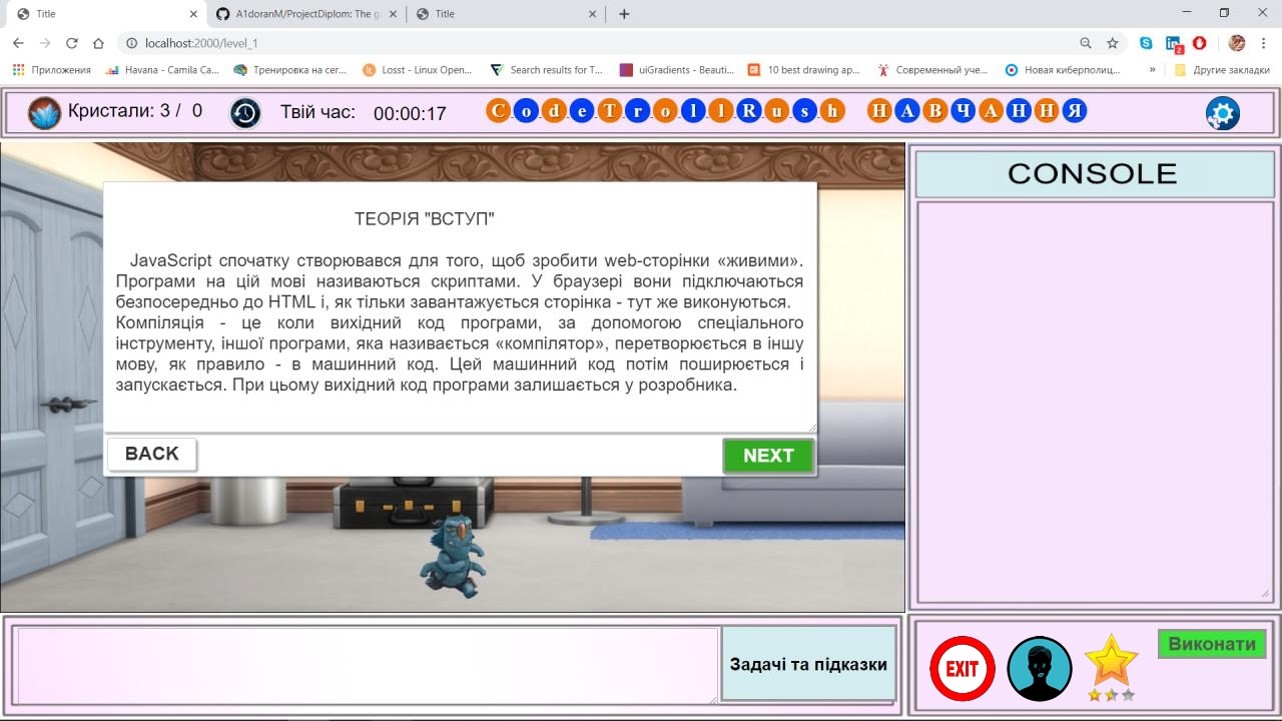 Title
A1doranM/ProjectDiplom: The g
Title
localhost:2000/level_1
2
Приложения
Havana - Camila Ca...
Тренировка на сег...
Losst - Linux Open...
Search results for T...
uiGradients - Beauti...
10 best drawing ap...
Современный уче...
Новая киберполиц...
»
Другие закладки
Кристали: 3 / 0
Твій час: 00:00:17
CodeTrollRush НАВЧАННЯ
CONSOLE
ТЕОРІЯ "ВСТУП"
JavaScript спочатку створювався для того, щоб зробити web-сторінки «живими».
Програми на цій мові називаються скриптами. У браузері вони підключаються
безпосередньо до HTML і, як тільки завантажується сторінка - тут же виконуються.
Компіляція - це коли вихідний код програми, за допомогою спеціального
інструменту, іншої програми, яка називається «компілятор», перетворюється в іншу
мову, як правило - в машинний код. Цей машинний код потім поширюється і
запускається. При цьому вихідний код програми залишається у розробника.
BACK
NEXT
Задачі та підказки
EXIT
Виконати